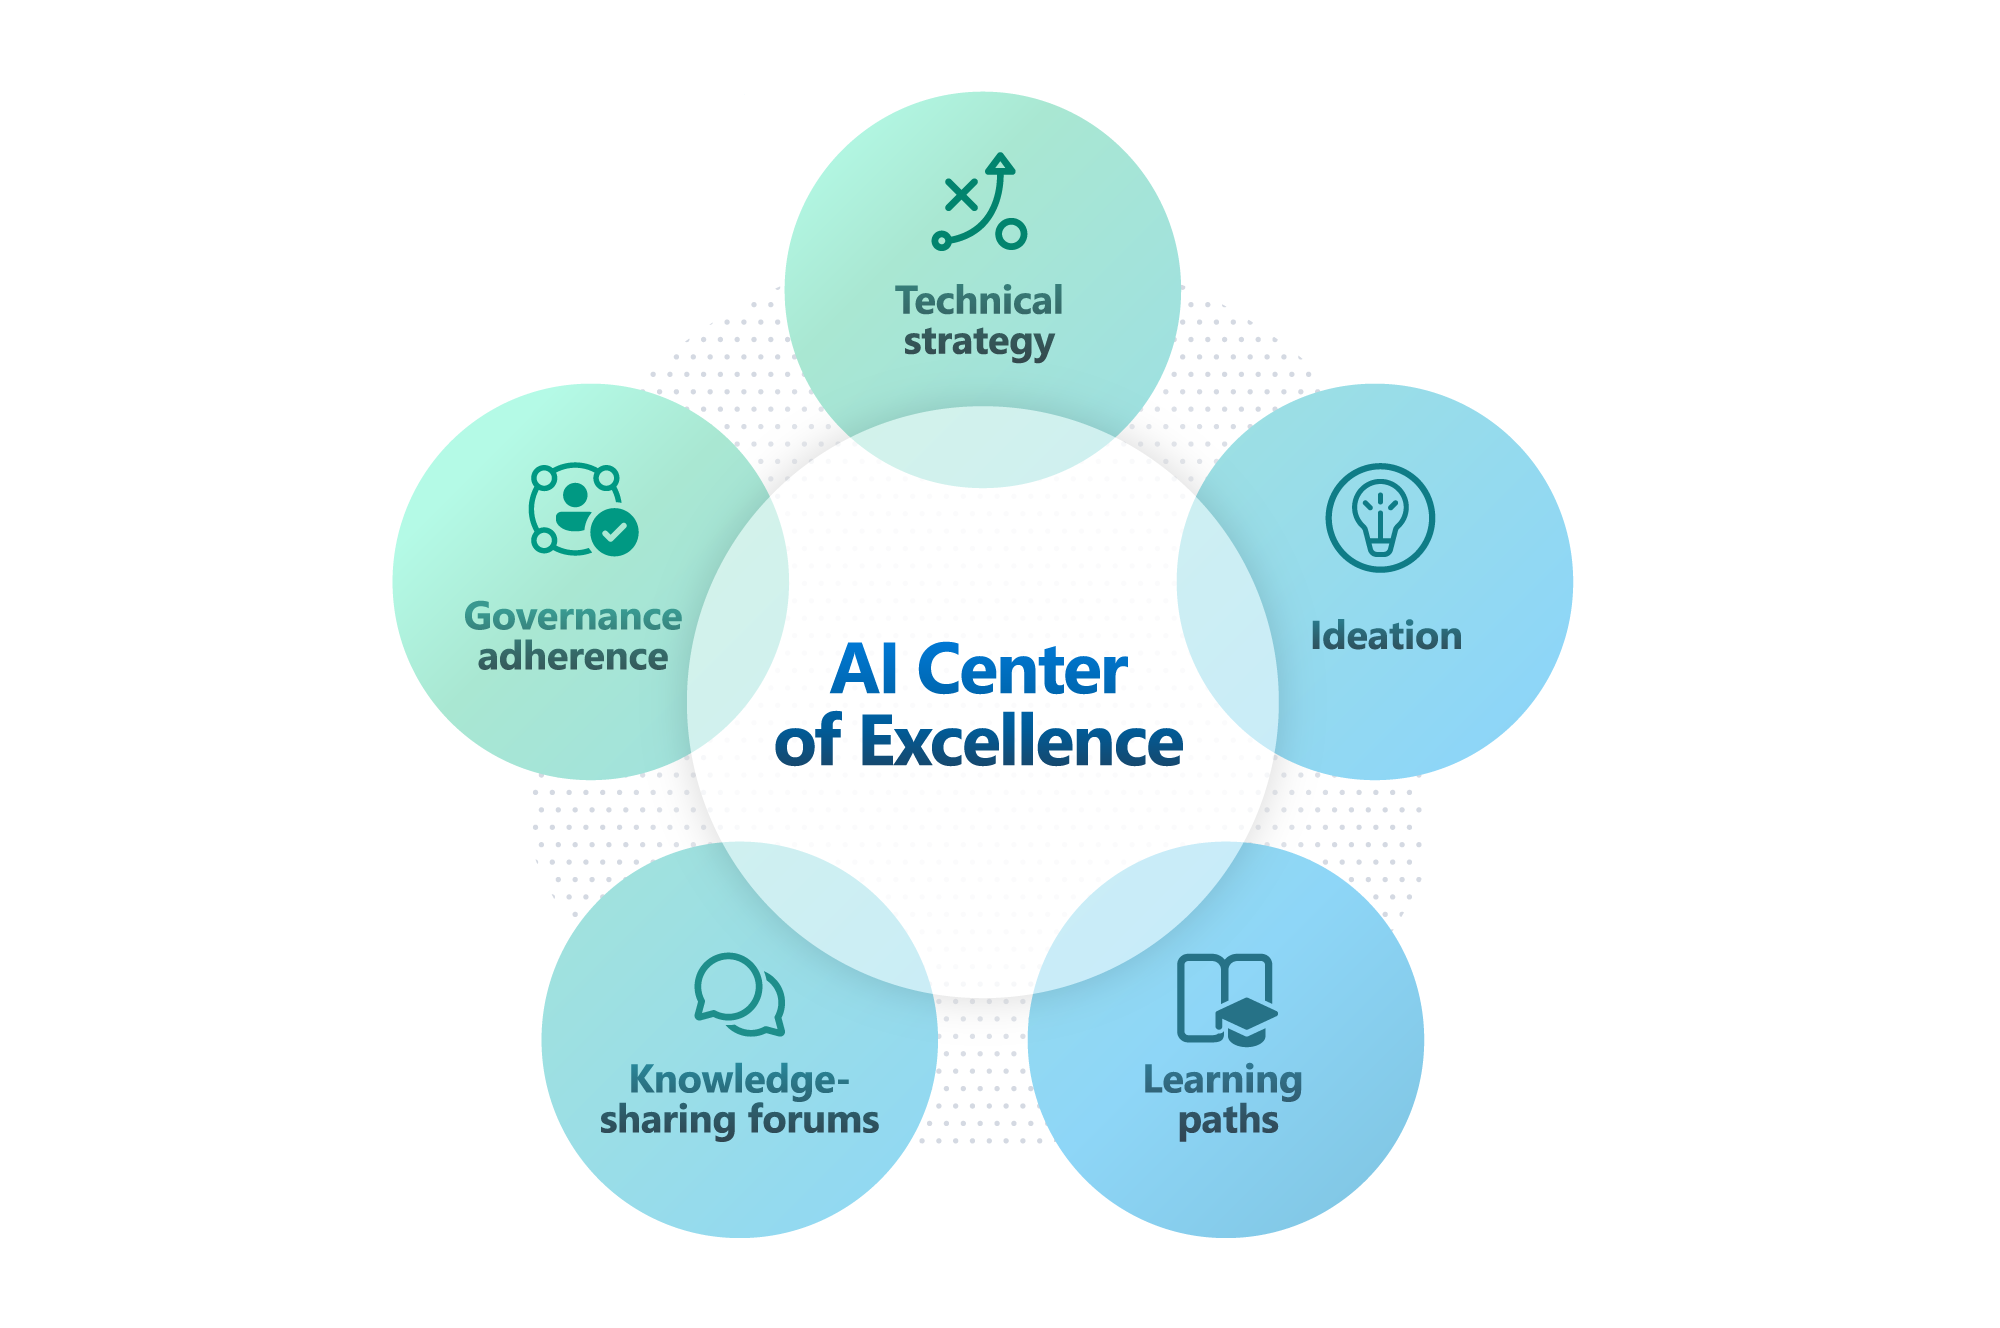 Technical
strategy
Governance
adherence
Ideation
AI Center
of Excellence
Knowledge-
sharing forums
Learning
paths